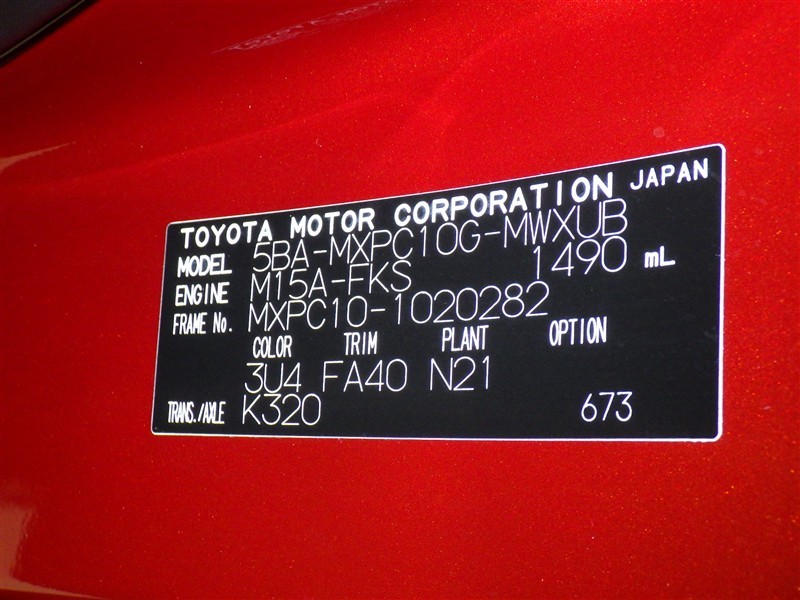 TOYOTA MOTOR CORPORATION JAPAN
MODEL 5BA-MXPC10G-MWXUB
ENGINE M15A-FKS 1490 mL
FRAME No. MXPC10-1020282
COLOR TRIM PLANT OPTION
3U4 FA40 N21
TRANS./AXLE K320 673